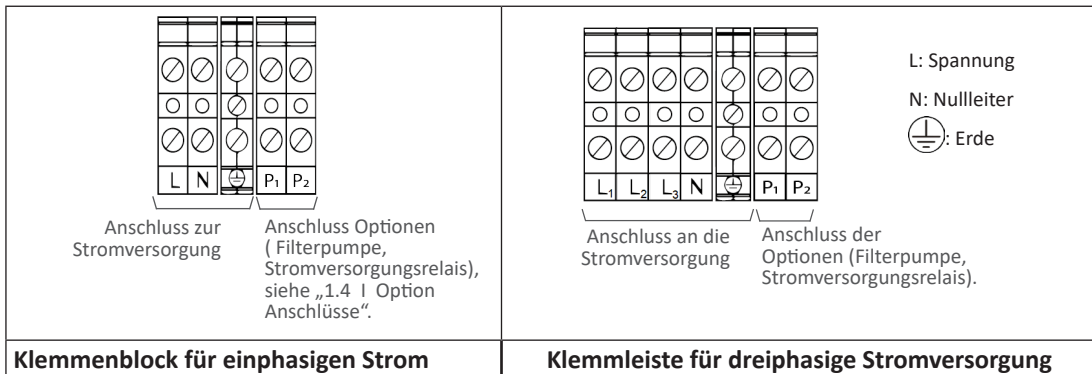 L N P₁ P₂
Anschluss zur
Stromversorgung
Anschluss Optionen
( Filterpumpe,
Stromversorgungsrelais),
siehe „1.4 I Option
Anschlüsse“.
Klemmenblock für einphasigen Strom
L₁ L₂ L₃ N P₁ P₂
Anschluss an die
Stromversorgung
Anschluss der
Optionen (Filterpumpe,
Stromversorgungsrelais).
L: Spannung
N: Nullleiter
: Erde
Klemmleiste für dreiphasige Stromversorgung